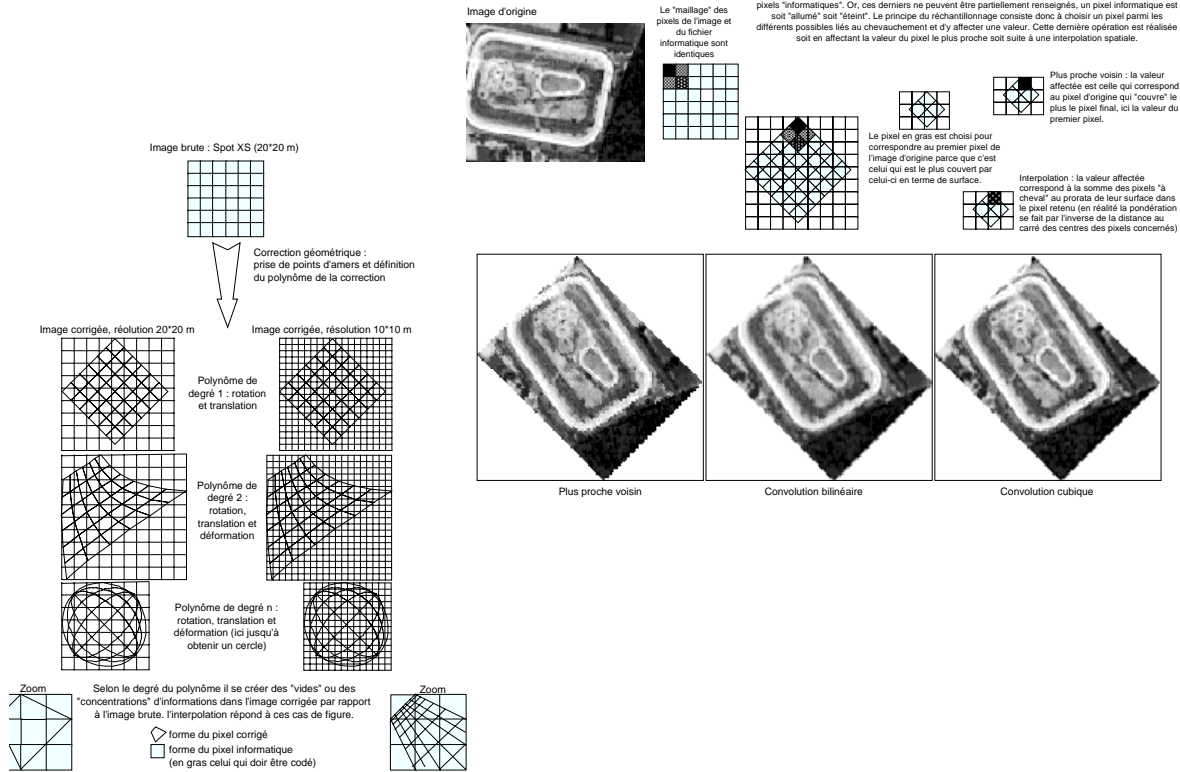 Image d'origine
Le "maillage" des
pixels de l'image et
du fichier
informatique sont
identiques
pixels "informatiques". Or, ces derniers ne peuvent être partiellement renseignés, un pixel informatique est
soit "allumé" soit "éteint". Le principe du rééchantillonnage consiste donc à choisir un pixel parmi les
différents possibles liés au chevauchement et d'y affecter une valeur. Cette dernière opération est réalisée
soit en affectant la valeur du pixel le plus proche soit suite à une interpolation spatiale.
Plus proche voisin : la valeur
affectée est celle qui correspond
au pixel d'origine qui "couvre" le
plus le pixel final, ici la valeur du
premier pixel.
Le pixel en gras est choisi pour
correspondre au premier pixel de
l'image d'origine parce que c'est
celui qui est le plus couvert par
celui-ci en terme de surface.
Interpolation : la valeur affectée
correspond à la somme des pixels "à
cheval" au prorata de leur surface dans
le pixel retenu (en réalité la pondération
se fait par l'inverse de la distance au
carré des centres des pixels concernés)
Plus proche voisin
Convolution bilinéaire
Convolution cubique
Image brute : Spot XS (20*20 m)
Correction géométrique :
prise de points d'amers et définition
du polynôme de la correction
Image corrigée, rélolution 20*20 m
Image corrigée, résolution 10*10 m
Polynôme de
degré 1 : rotation
et translation
Polynôme de
degré 2 :
rotation,
translation et
déformation
Polynôme de degré n :
rotation, translation et
déformation (ici jusqu'à
obtenir un cercle)
Zoom
Selon le degré du polynôme il se créer des "vides" ou des
"concentrations" d'informations dans l'image corrigée par rapport
à l'image brute. l'interpolation répond à ces cas de figure.
Zoom
forme du pixel corrigé
forme du pixel informatique
(en gras celui qui doir être codé)